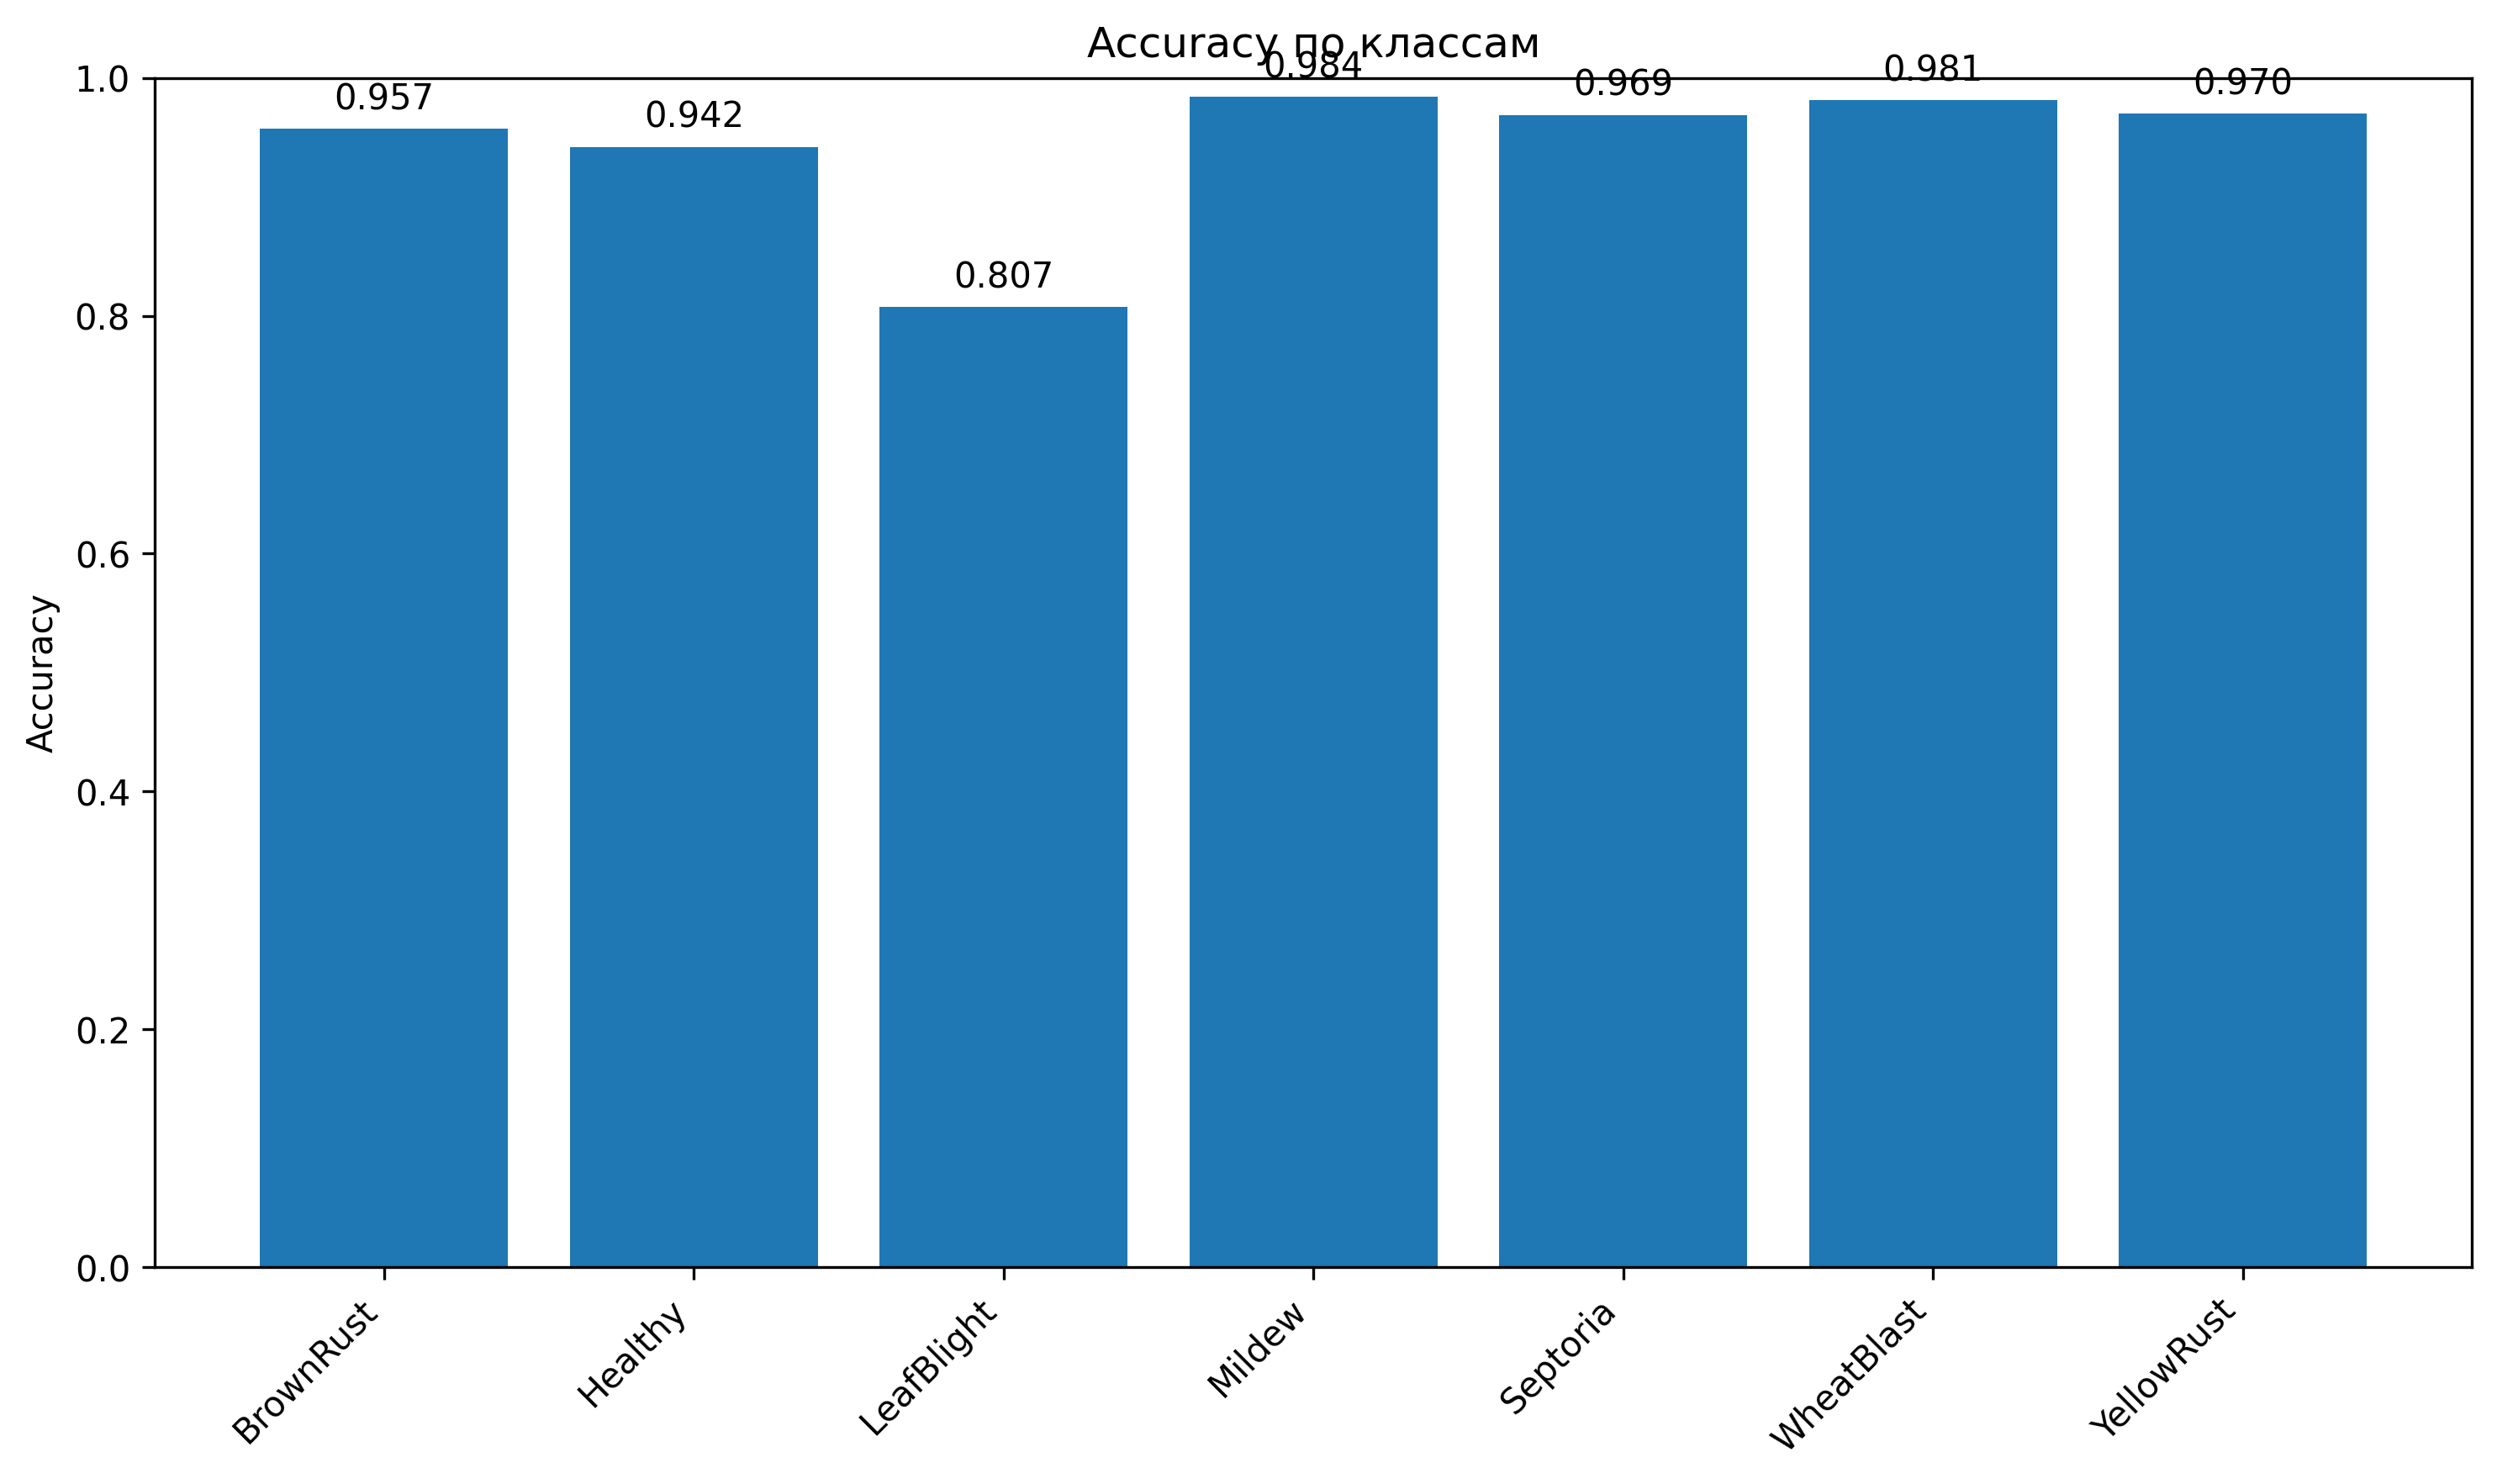 Accuracy по классам
0.957
0.942
0.807
0.984
0.969
0.981
0.970
Accuracy
1.0
0.8
0.6
0.4
0.2
0.0
BrownRust
Healthy
LeafBlight
Mildew
Septoria
WheatBlast
YellowRust